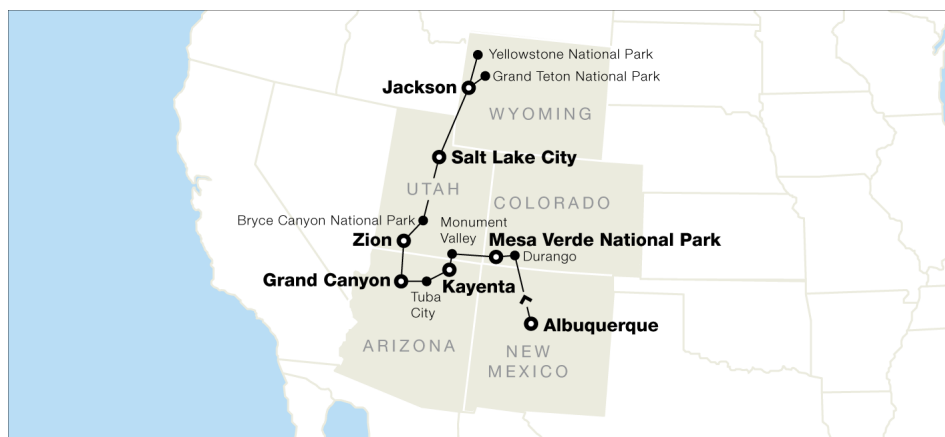 Yellowstone National Park
Grand Teton National Park
Jackson
WYOMING
Salt Lake City
UTAH
COLORADO
Bryce Canyon National Park
Monument
Valley
Zion
Mesa Verde National Park
Durango
Grand Canyon
Kayenta
Tuba
City
Albuquerque
ARIZONA
NEW
MEXICO